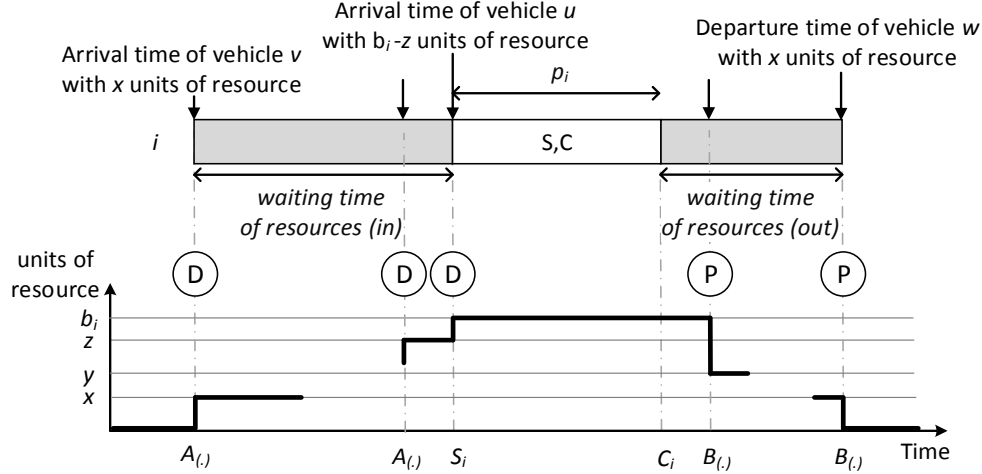 Arrival time of vehicle v
with x units of resource
Arrival time of vehicle u
with bi-z units of resource
Departure time of vehicle w
with x units of resource
pi
i
S,C
waiting time
of resources (in)
waiting time
of resources (out)
D
D
D
P
P
units of
resource
bi
z
y
x
Time
A(.)
A(.)
Si
Ci
B(.)
B(.)